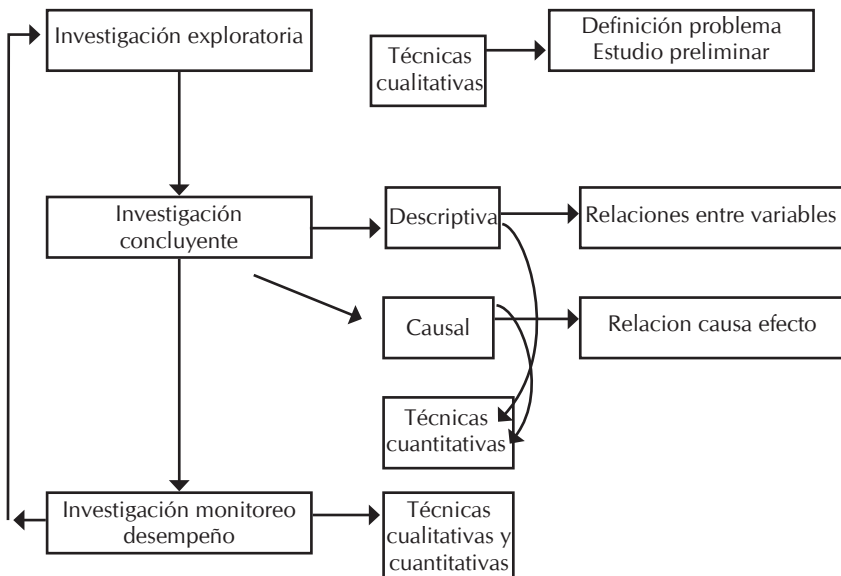 Investigación exploratoria
Técnicas
cualitativas
Definición problema
Estudio preliminar
Investigación
concluyente
Descriptiva
Relaciones entre variables
Causal
Relacion causa efecto
Técnicas
cuantitativas
Investigación monitoreo
desempeño
Técnicas
cualitativas y
cuantitativas